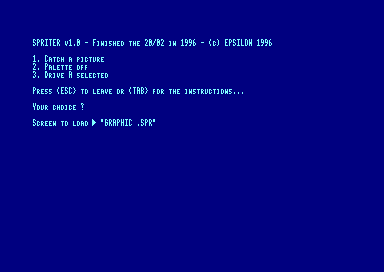 SPRITER v1.0 - Finished the 20/02 in 1996 - (c) EPSILON 1996
1. Catch a picture
2. Palette off
3. Drive A selected
Press (ESC) to leave or (TAB) for the instructions...
Your choice ?
Screen to load ▶ "GRAPHIC .SPR"